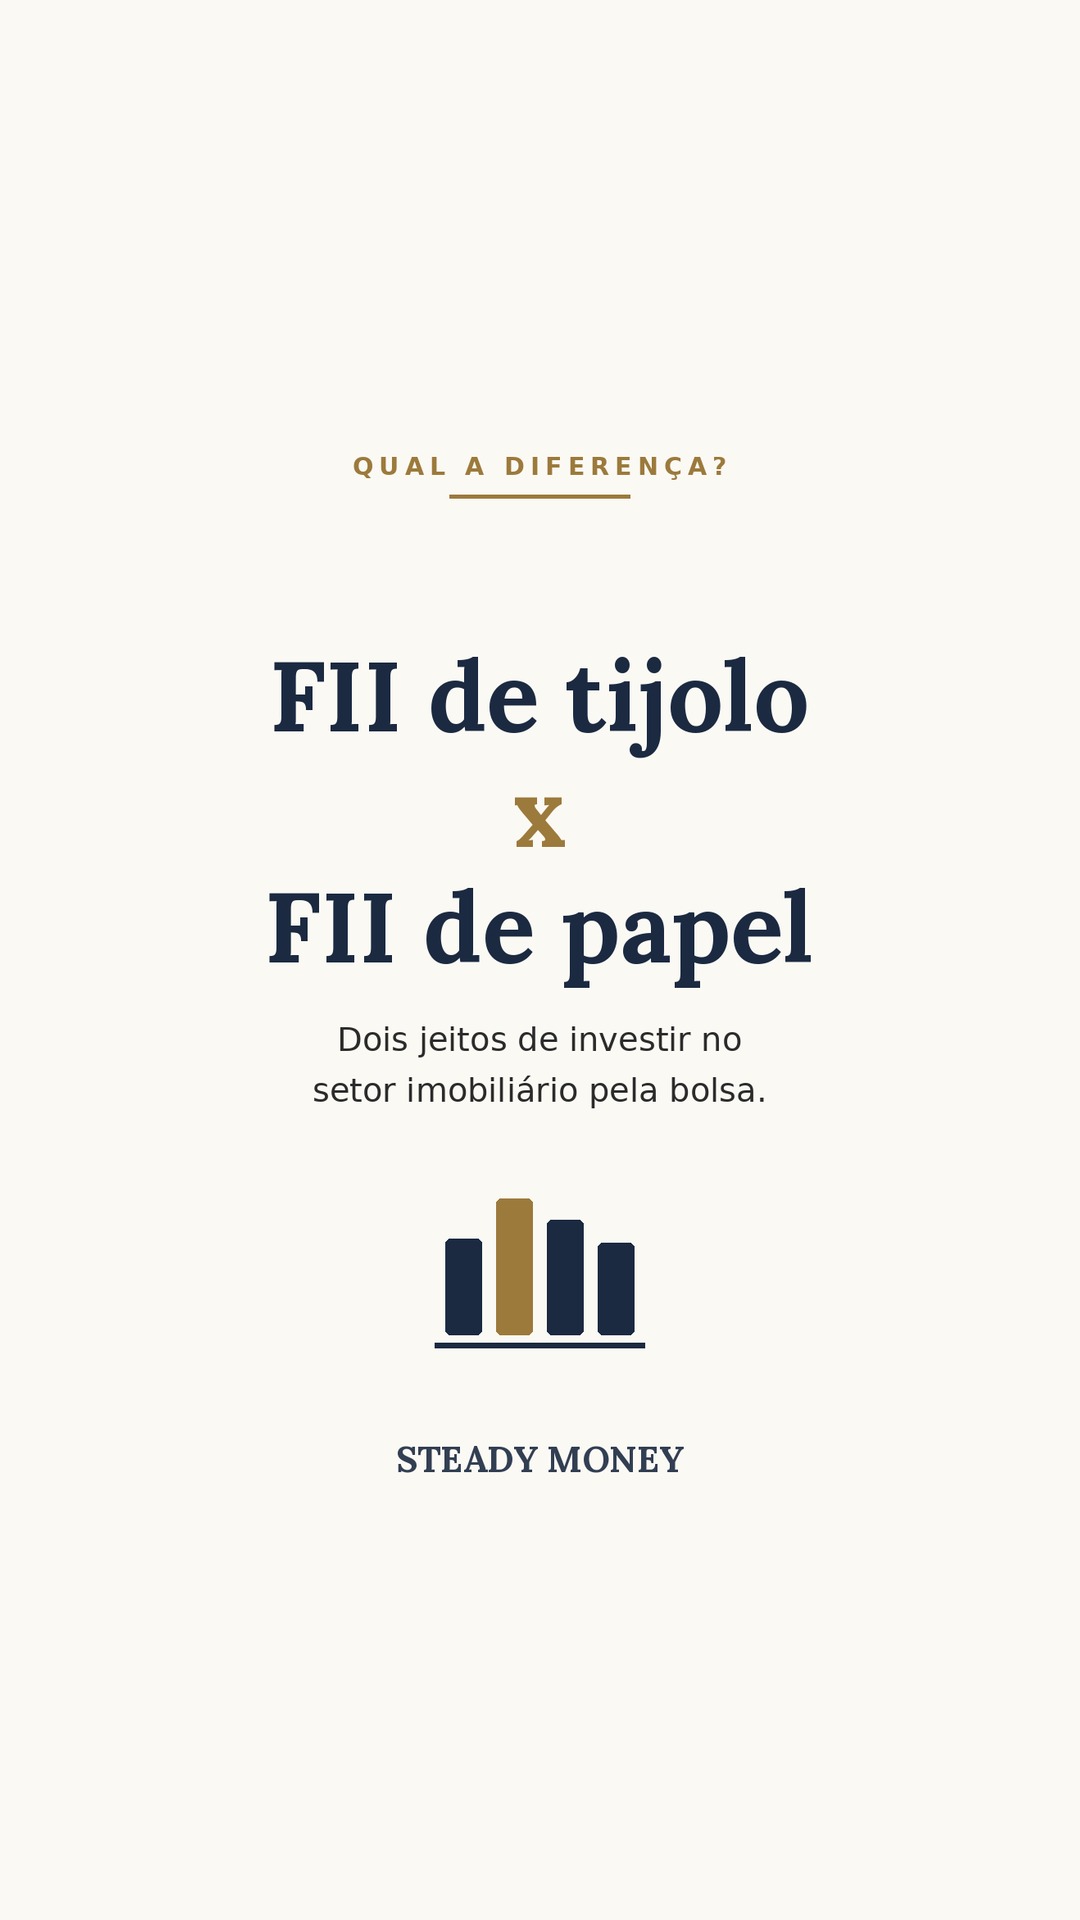 QUAL A DIFERENÇA?
FII de tijolo
x
FII de papel
Dois jeitos de investir no
setor imobiliário pela bolsa.
STEADY MONEY